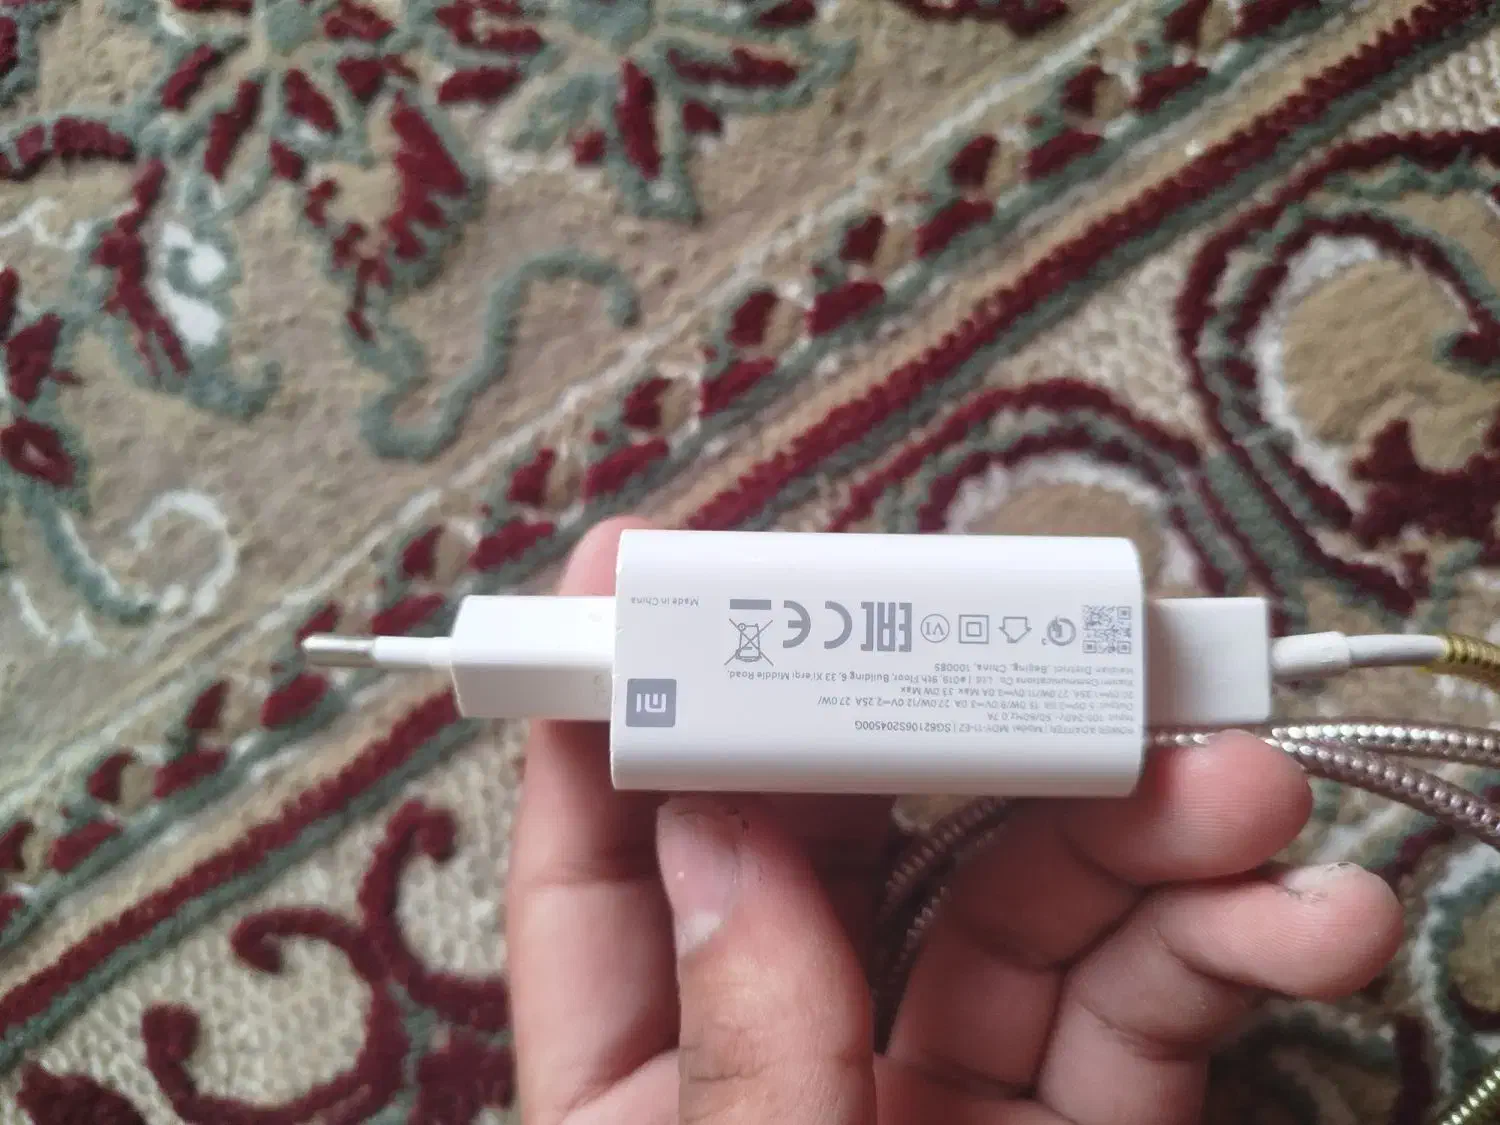 POWER ADAPTER | Model: MDY-11-EZ | SG62106S204500G
Input: 100-240V~ 50/60Hz 0.7A
Output: 5.0V⎓3.0A 15.0W/9.0V⎓3.0A 27.0W/12.0V⎓2.25A 27.0W/
20.0V⎓1.35A 27.0W/11.0V⎓3.0A Max 33.0W Max
Xiaomi Communications Co., Ltd | #019, 9th Floor, Building 6, 33 Xi'erqi Middle Road,
Haidian District, Beijing, China, 100085
VI
EAC
CE
MI
Made in China